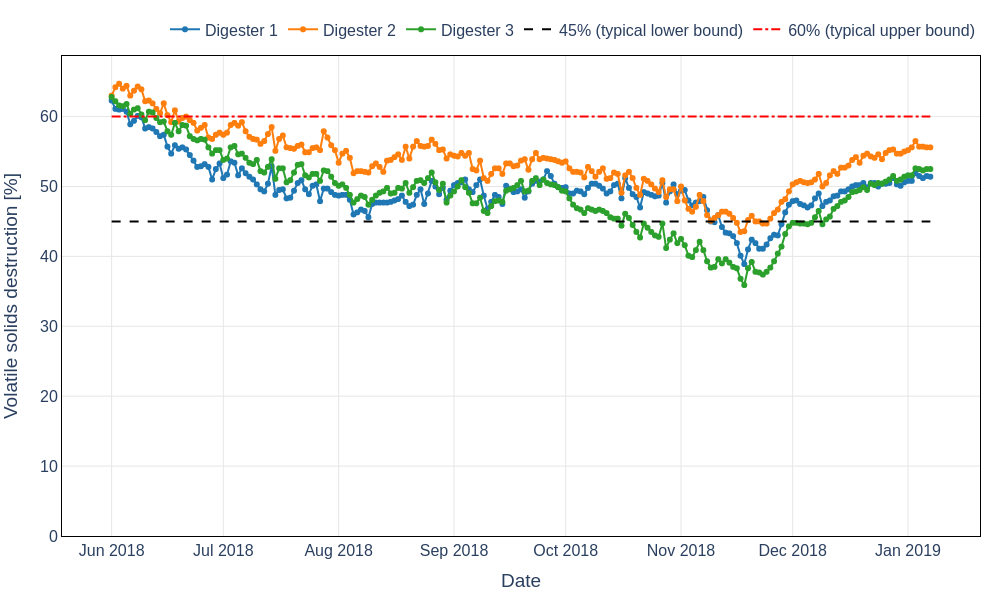 Digester 1 Digester 2 Digester 3 45% (typical lower bound) 60% (typical upper bound)
Volatile solids destruction [%]
60
50
40
30
20
10
0
Jun 2018 Jul 2018 Aug 2018 Sep 2018 Oct 2018 Nov 2018 Dec 2018 Jan 2019
Date